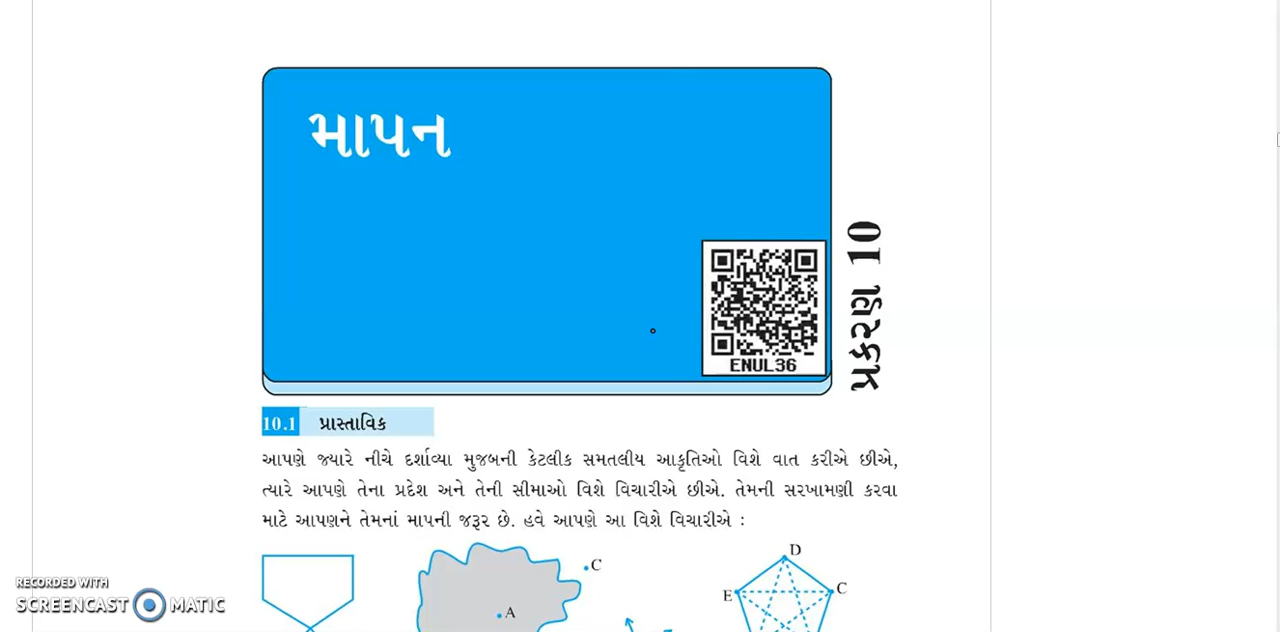 માપન
પ્રકરણ 10
ENUL36
10.1 પ્રાસ્તાવિક
આપણે જ્યારે નીચે દર્શાવ્યા મુજબની કેટલીક સમતલીય આકૃતિઓ વિશે વાત કરીએ છીએ,
ત્યારે આપણે તેના પ્રદેશ અને તેની સીમાઓ વિશે વિચારીએ છીએ. તેમની સરખામણી કરવા
માટે આપણને તેમનાં માપની જરૂર છે. હવે આપણે આ વિશે વિચારીએ :
D
C
E
C
A
RECORDED WITH
SCREENCAST MATIC